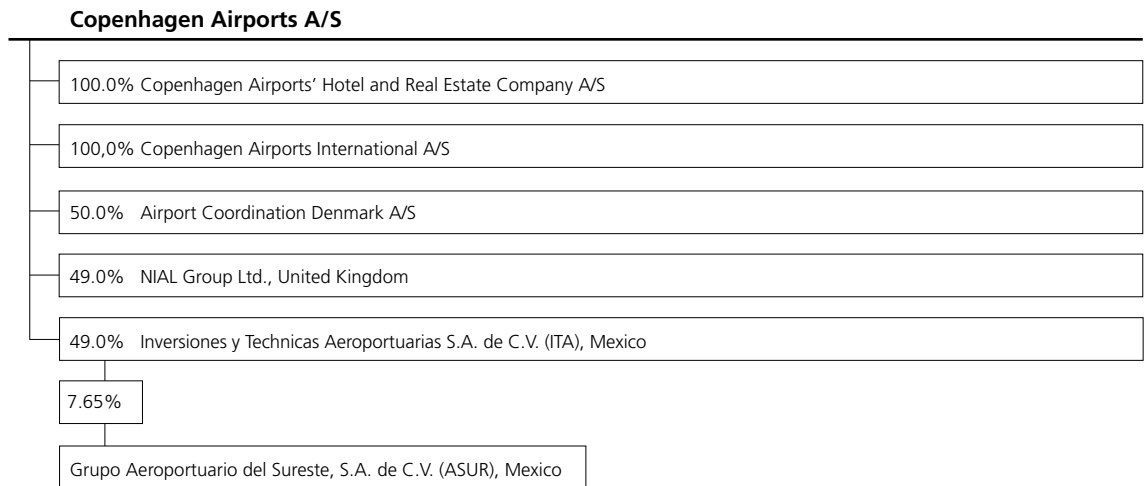 Copenhagen Airports A/S
100.0% Copenhagen Airports’ Hotel and Real Estate Company A/S
100,0% Copenhagen Airports International A/S
50.0% Airport Coordination Denmark A/S
49.0% NIAL Group Ltd., United Kingdom
49.0% Inversiones y Technicas Aeroportuarias S.A. de C.V. (ITA), Mexico
7.65%
Grupo Aeroportuario del Sureste, S.A. de C.V. (ASUR), Mexico